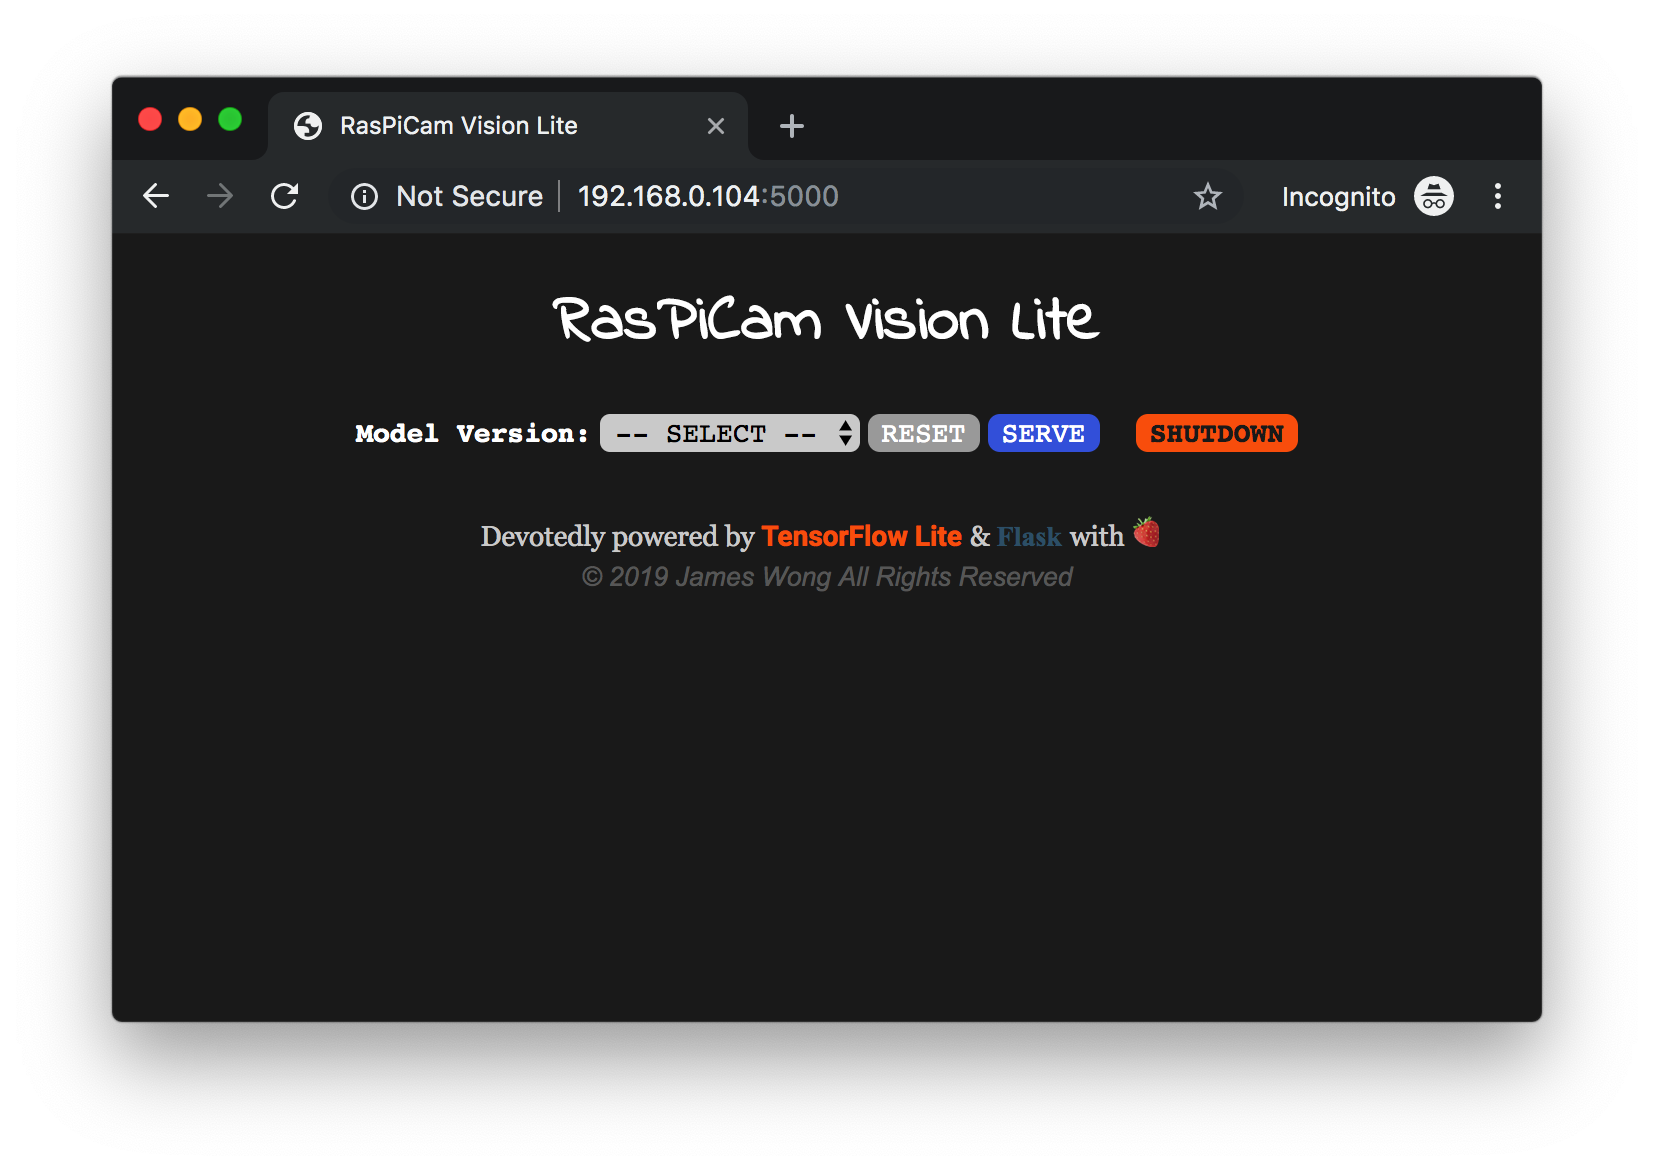 RasPiCam Vision Lite
Not Secure 192.168.0.104:5000 Incognito
RasPiCam Vision Lite
Model Version: -- SELECT -- RESET SERVE SHUTDOWN
Devotedly powered by TensorFlow Lite & Flask with 🍓
© 2019 James Wong All Rights Reserved